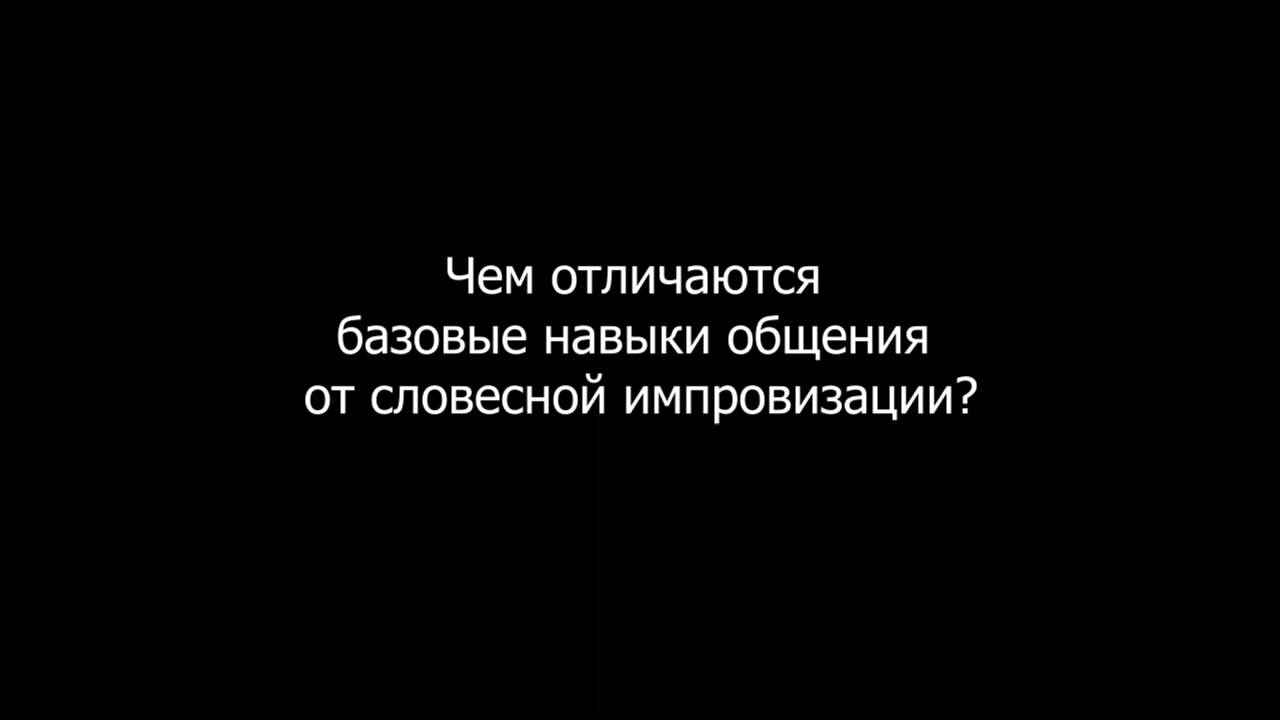 Чем отличаются
базовые навыки общения
от словесной импровизации?